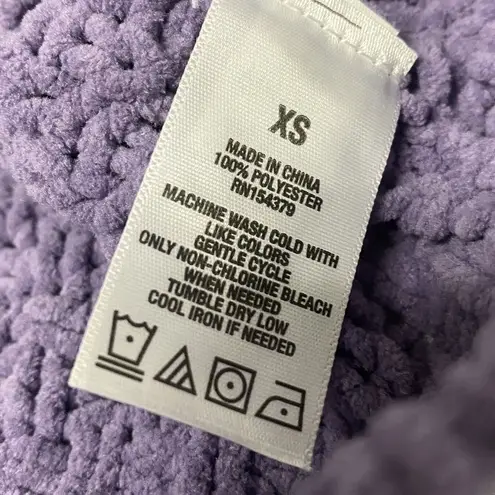 XS
MADE IN CHINA
100% POLYESTER
RN154379
MACHINE WASH COLD WITH
LIKE COLORS
GENTLE CYCLE
ONLY NON-CHLORINE BLEACH
WHEN NEEDED
TUMBLE DRY LOW
COOL IRON IF NEEDED